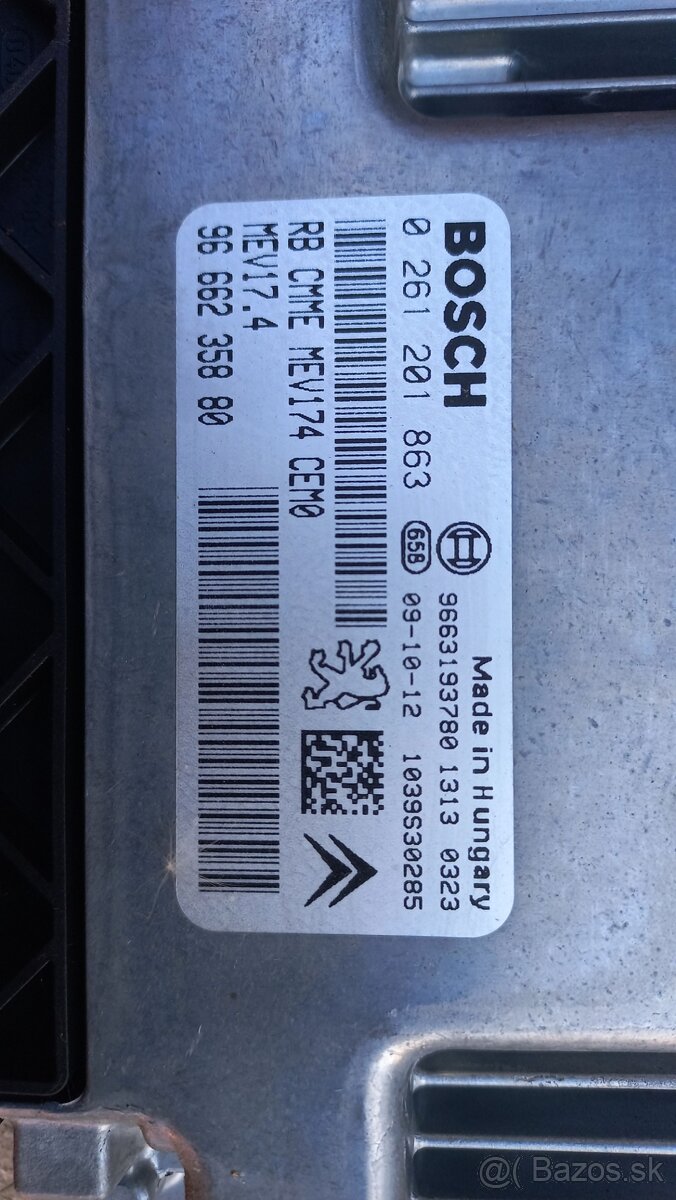 BOSCH
Made in Hungary
9663193780 1313 0323
0 261 201 863
658
09-10-12 1039S30285
RB CMME MEV174 CEM0
MEV17.4
96 662 358 80
@( Bazos.sk